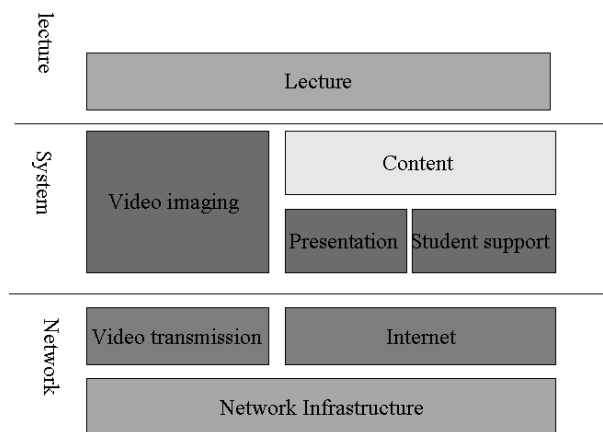 lecture
Lecture
System
Video imaging
Content
Presentation
Student support
Network
Video transmission
Internet
Network Infrastructure